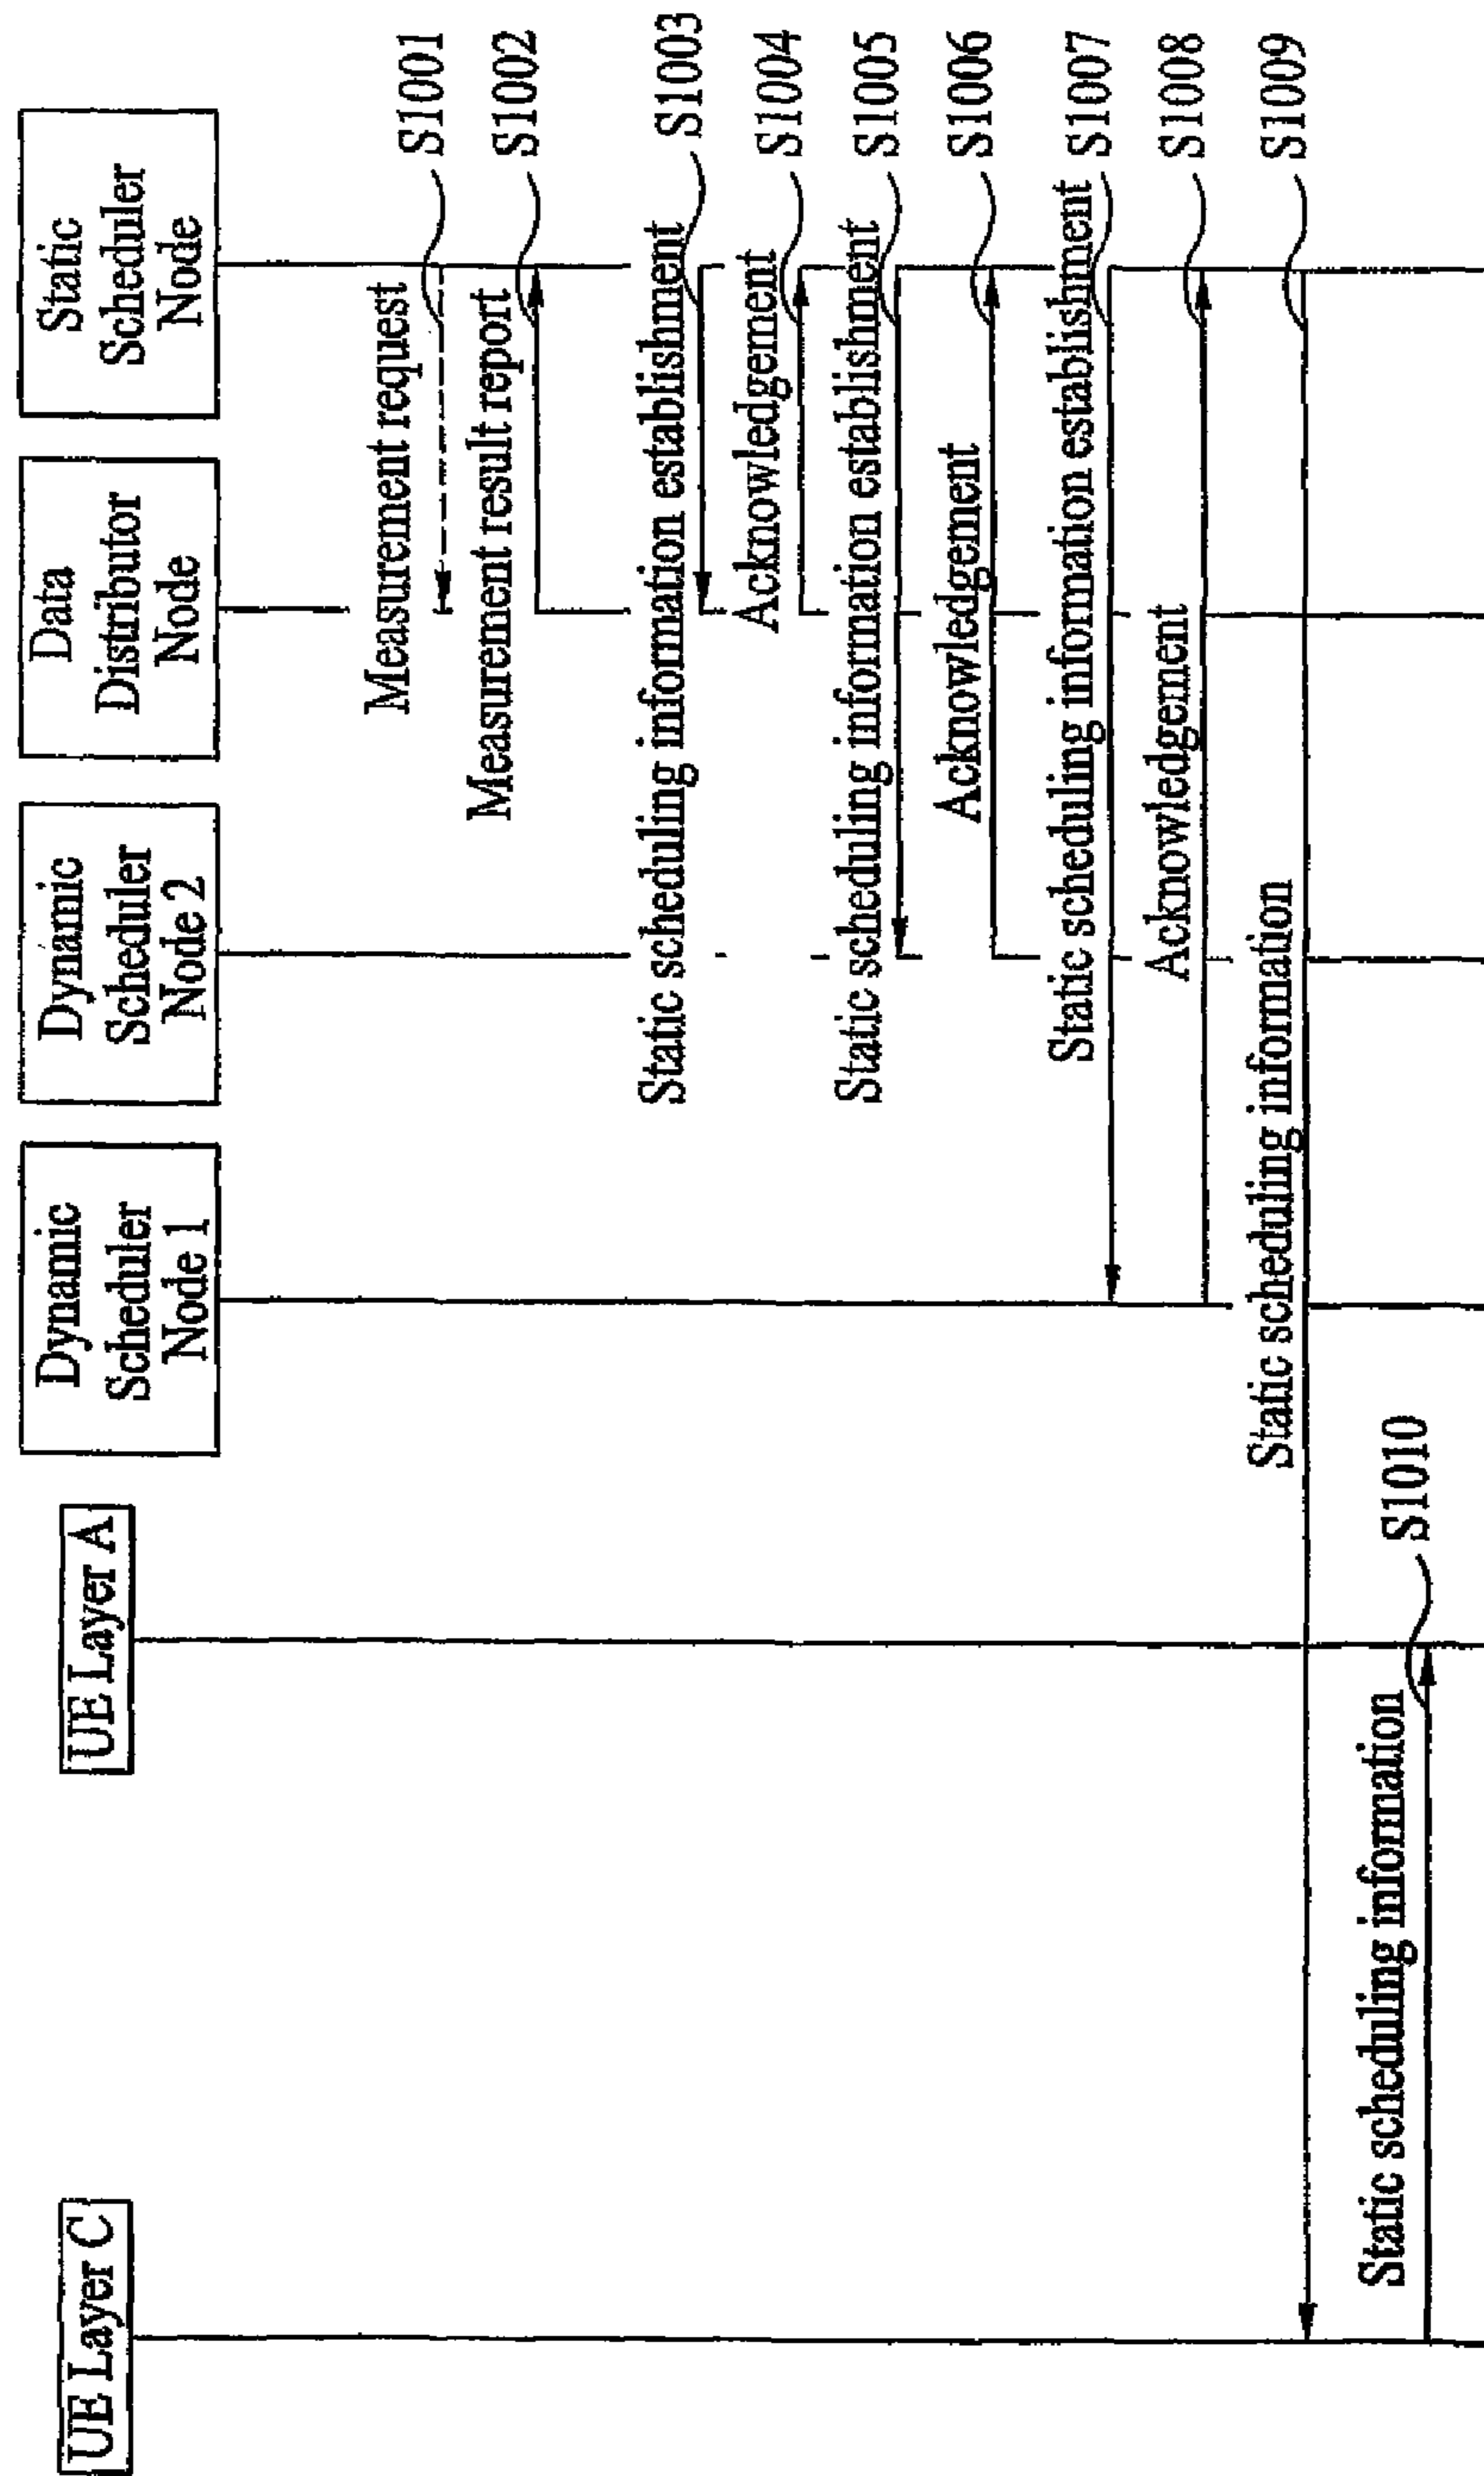 UE Layer C
UE Layer A
Dynamic
Scheduler
Node 1
Dynamic
Scheduler
Node 2
Data
Distributor
Node
Static
Scheduler
Node
Measurement request
S1001
Measurement result report
S1002
Static scheduling information establishment
S1003
Acknowledgement
S1004
Static scheduling information establishment
S1005
Acknowledgement
S1006
Static scheduling information establishment
S1007
Acknowledgement
S1008
Static scheduling information
S1009
Static scheduling information
S1010